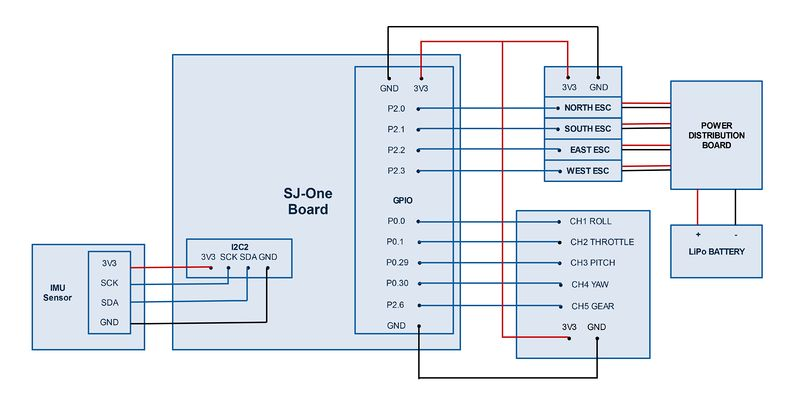 GND 3V3
P2.0
P2.1
P2.2
P2.3
GPIO
P0.0
P0.1
P0.29
P0.30
P2.6
GND
SJ-One
Board
I2C2
3V3 SCK SDA GND
IMU
Sensor
3V3
SCK
SDA
GND
3V3 GND
NORTH ESC
SOUTH ESC
EAST ESC
WEST ESC
POWER
DISTRIBUTION
BOARD
+ -
LiPo BATTERY
CH1 ROLL
CH2 THROTTLE
CH3 PITCH
CH4 YAW
CH5 GEAR
3V3 GND